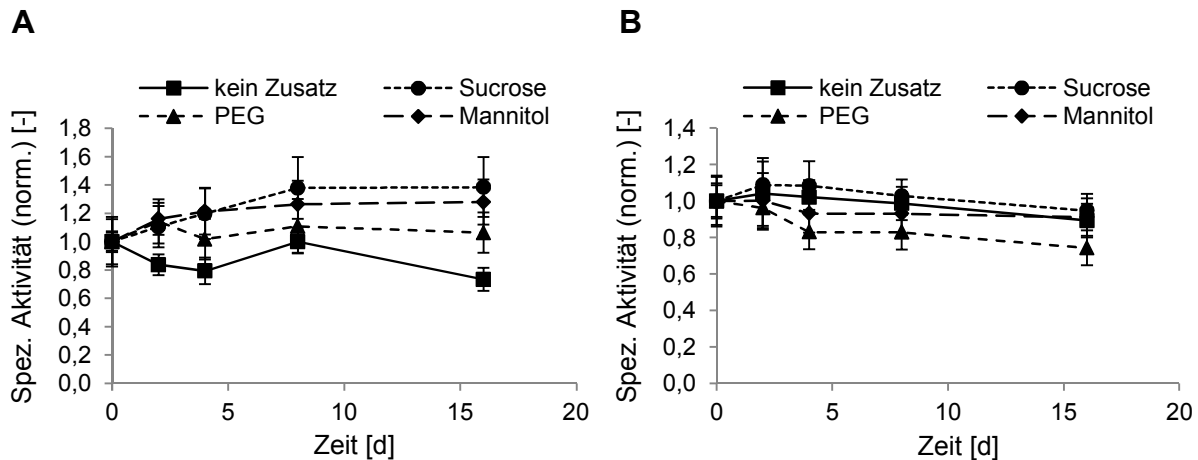 A
kein Zusatz
Sucrose
PEG
Mannitol
Spez. Aktivität (norm.) [-]
1,8
1,6
1,4
1,2
1,0
0,8
0,6
0,4
0,2
0,0
0
5
10
15
20
Zeit [d]
B
kein Zusatz
Sucrose
PEG
Mannitol
Spez. Aktivität (norm.) [-]
1,4
1,2
1,0
0,8
0,6
0,4
0,2
0,0
0
5
10
15
20
Zeit [d]